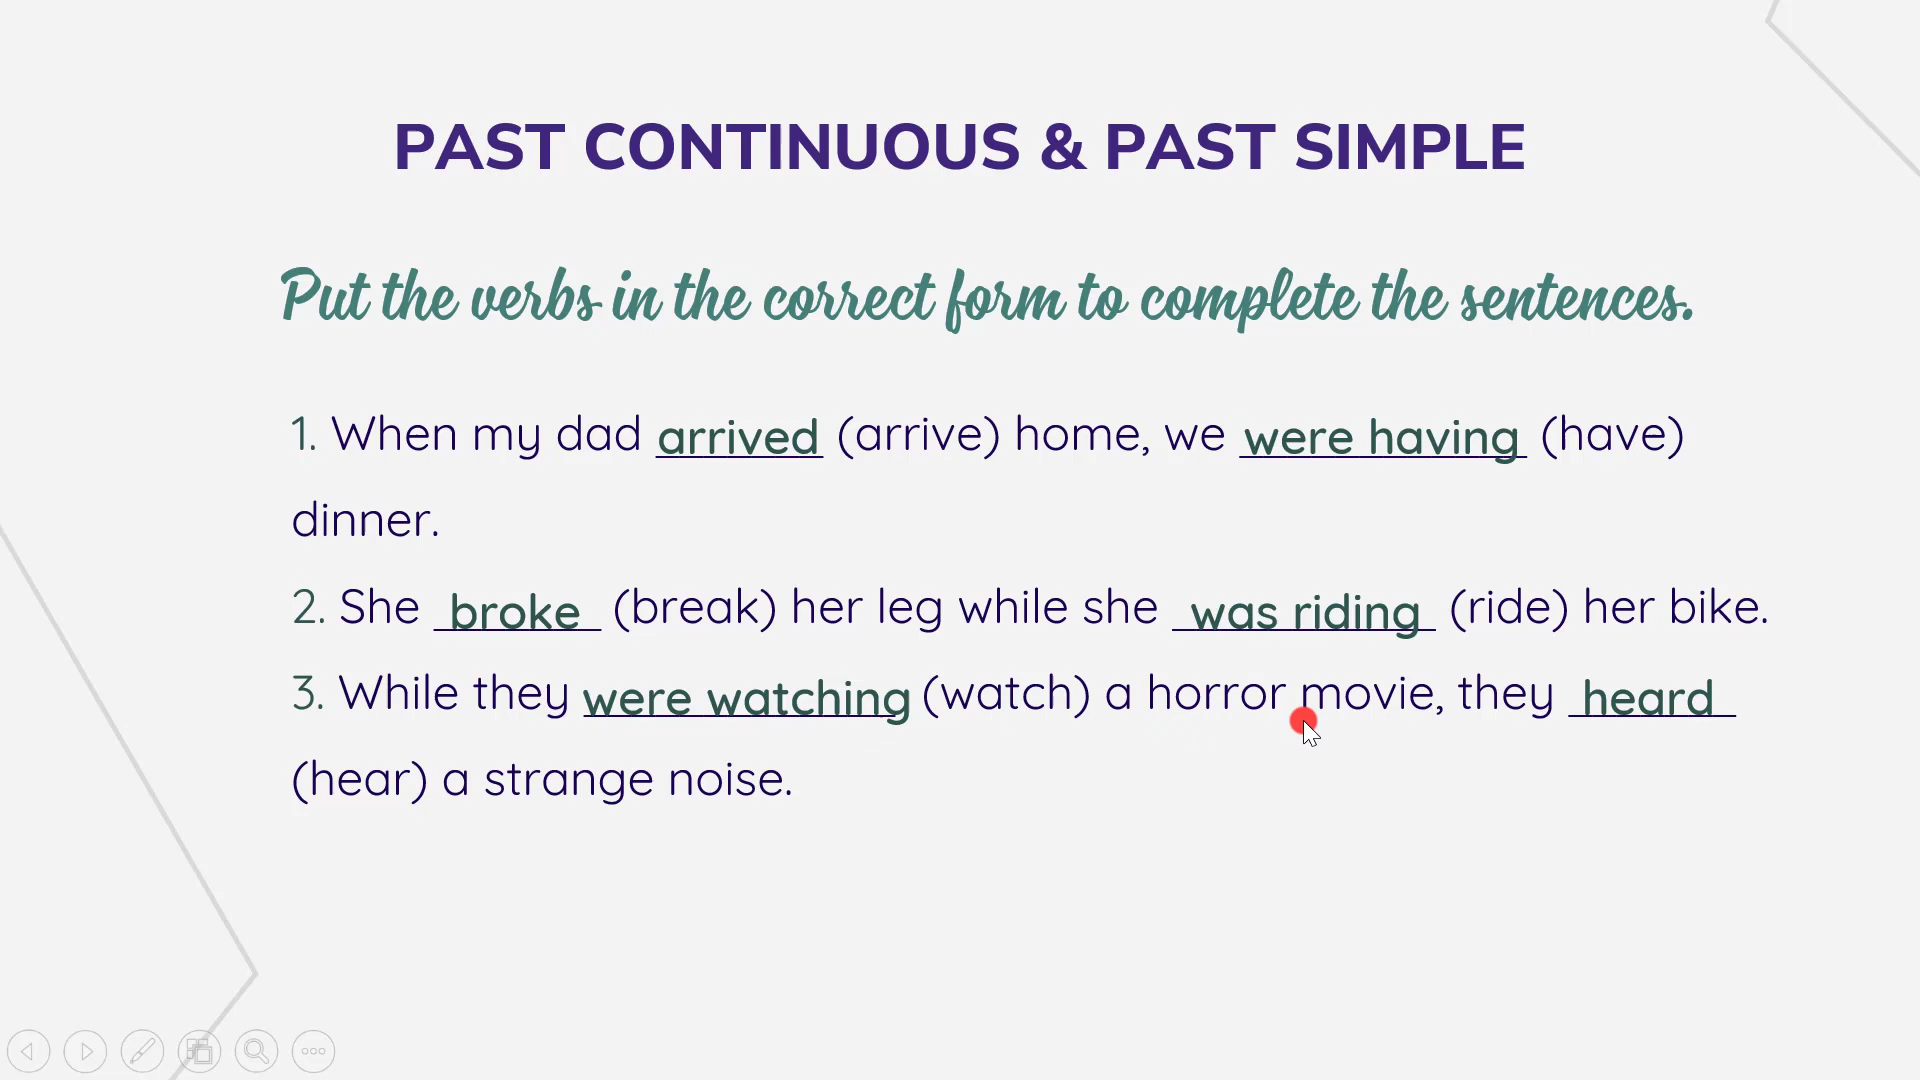 PAST CONTINUOUS & PAST SIMPLE
Put the verbs in the correct form to complete the sentences.
1. When my dad arrived (arrive) home, we were having (have)
dinner.
2. She broke (break) her leg while she was riding (ride) her bike.
3. While they were watching (watch) a horror movie, they heard
(hear) a strange noise.